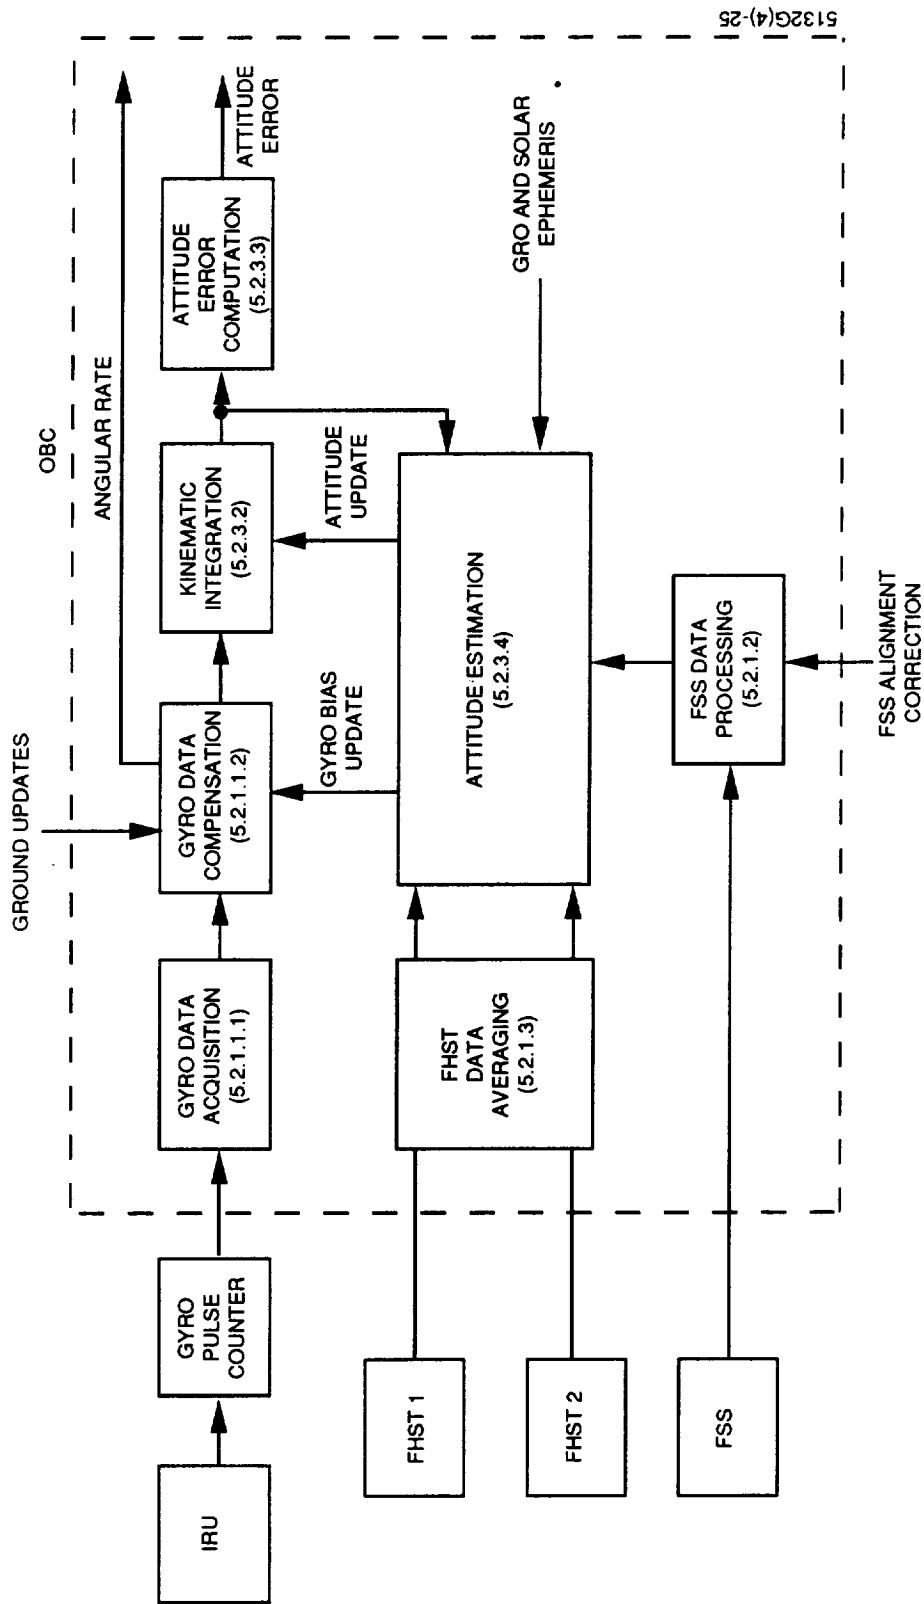 OBC
GROUND UPDATES
ANGULAR RATE
IRU
GYRO
PULSE
COUNTER
GYRO DATA
ACQUISITION
(5.2.1.1.1)
GYRO DATA
COMPENSATION
(5.2.1.1.2)
KINEMATIC
INTEGRATION
(5.2.3.2)
ATTITUDE
ERROR
COMPUTATION
(5.2.3.3)
ATTITUDE
ERROR
GYRO BIAS
UPDATE
ATTITUDE
UPDATE
FHST 1
FHST 2
FHST
DATA
AVERAGING
(5.2.1.3)
ATTITUDE ESTIMATION
(5.2.3.4)
GRO AND SOLAR
EPHEMERIS
FSS
FSS DATA
PROCESSING
(5.2.1.2)
FSS ALIGNMENT
CORRECTION
5132G(4)-25